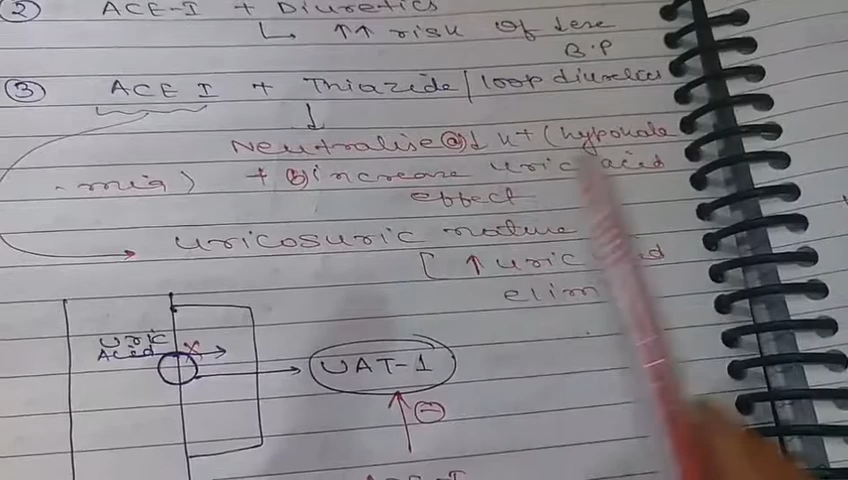 ② ACE-I + Diuretics
↳ ↑↑ risk of
B.P
③ ACE I + Thiazide / loop diuretics
↓
Neutralise ⓐ ↓ K+ (hypokale
-mia) + ⓑ increase uric acid
effect
uricosuric nature
[ ↑ uric
elim
Uric
Acid
UAT-1
⊖